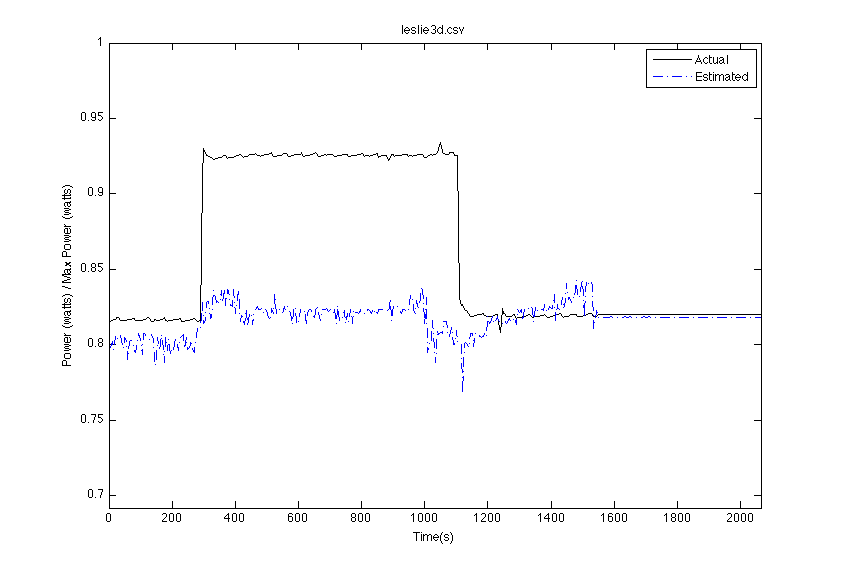 leslie3d.csv
Actual
Estimated
1
0.95
0.9
0.85
0.8
0.75
0.7
Power (watts) / Max Power (watts)
0 200 400 600 800 1000 1200 1400 1600 1800 2000
Time(s)